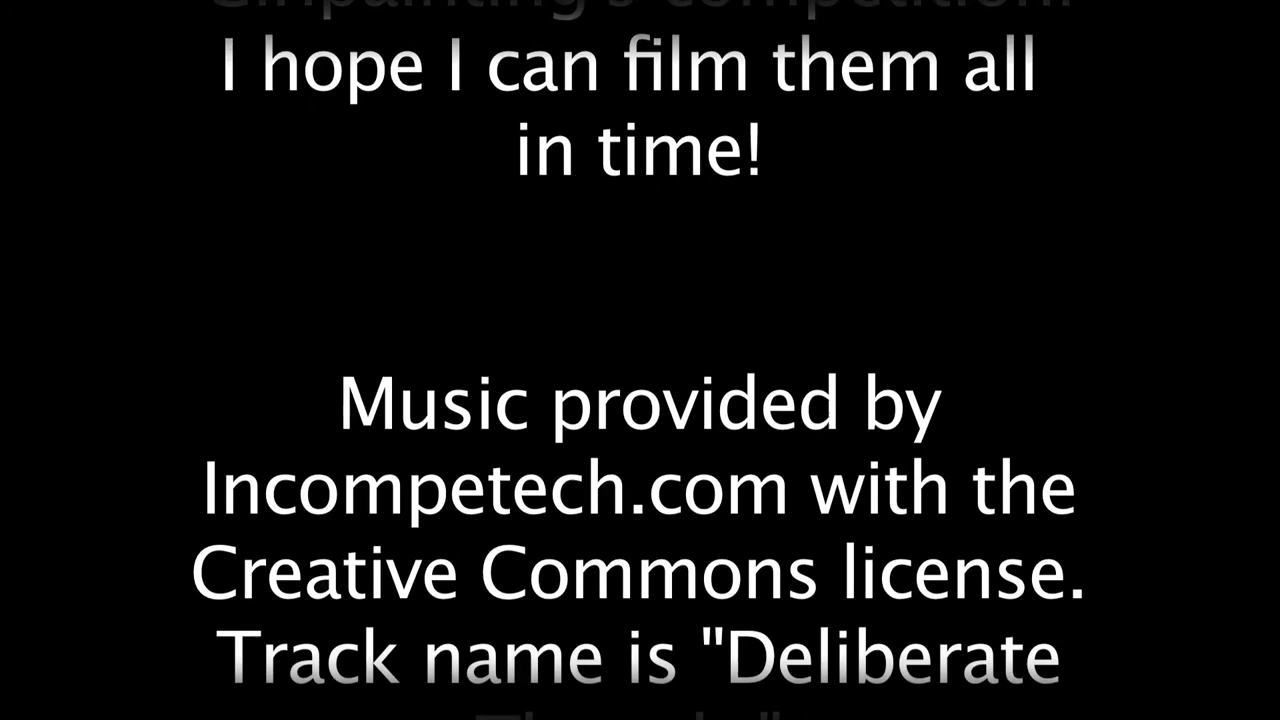 competition.
I hope I can film them all
in time!
Music provided by
Incompetech.com with the
Creative Commons license.
Track name is "Deliberate